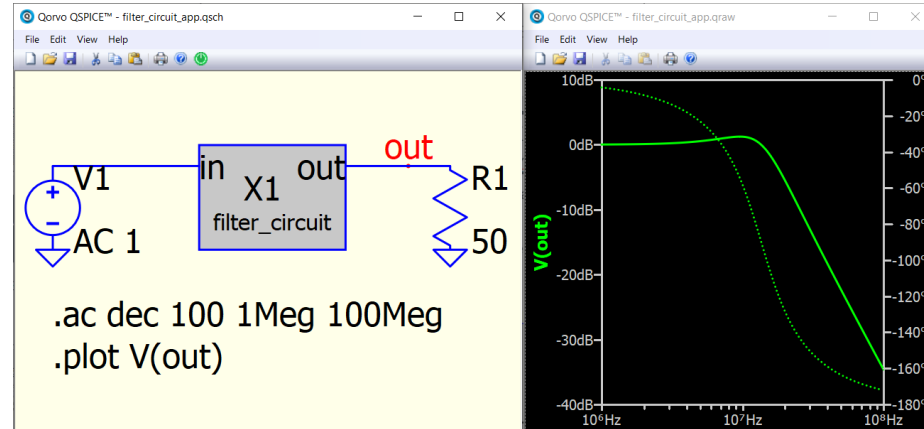 Qorvo QSPICE™ - filter_circuit_app.qsch
File Edit View Help
V1
AC 1
in
out
X1
filter_circuit
out
R1
50
.ac dec 100 1Meg 100Meg
.plot V(out)
Qorvo QSPICE™ - filter_circuit_app.qraw
File Edit View Help
V(out)
10dB
0dB
-10dB
-20dB
-30dB
-40dB
0°
-20°
-40°
-60°
-80°
-100°
-120°
-140°
-160°
-180°
10⁶Hz
10⁷Hz
10⁸Hz